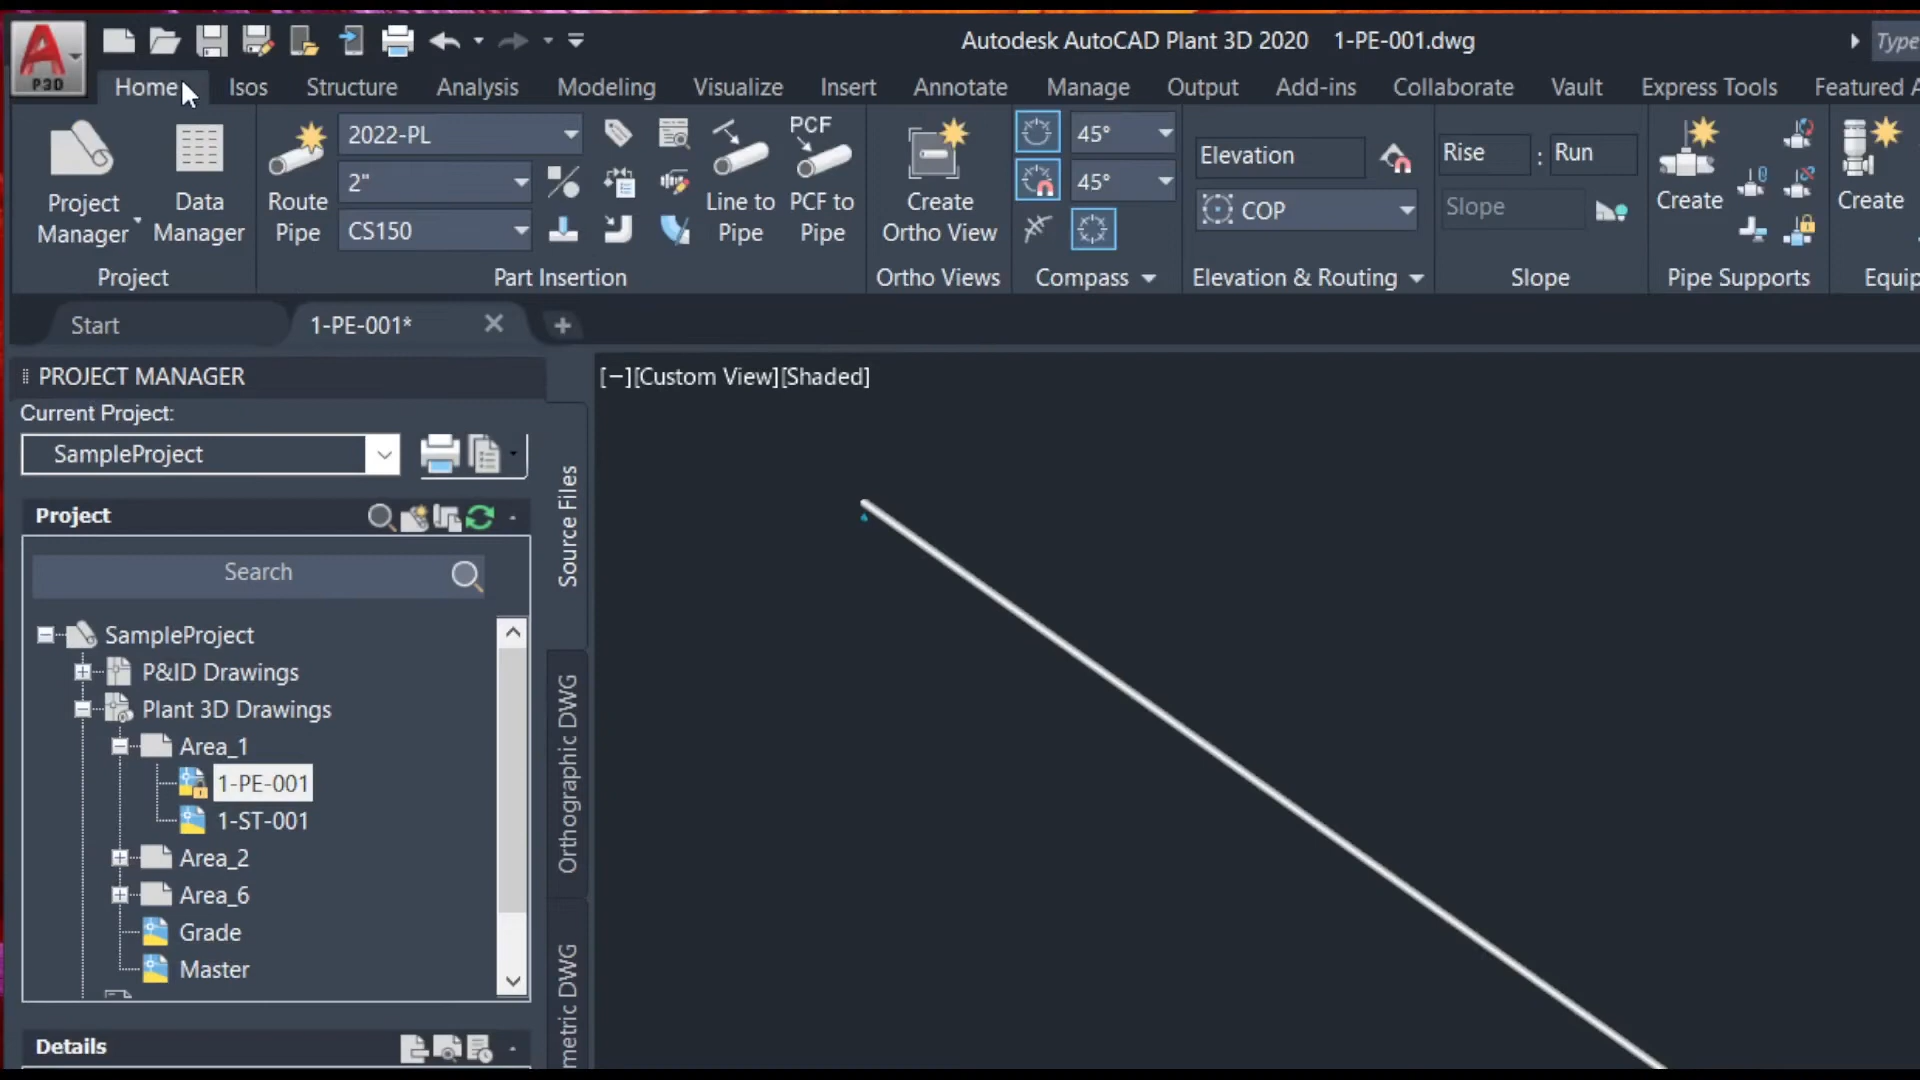 Autodesk AutoCAD Plant 3D 2020 1-PE-001.dwg
Type
P3D
Home Isos Structure Analysis Modeling Visualize Insert Annotate Manage Output Add-ins Collaborate Vault Express Tools Featured A
Project Manager
Data Manager
Project
Route Pipe
2022-PL
2"
CS150
Line to Pipe
PCF
PCF to Pipe
Part Insertion
Create Ortho View
Ortho Views
45°
45°
Compass
Elevation
COP
Elevation & Routing
Rise : Run
Slope
Slope
Create
Pipe Supports
Create
Equip
Start
1-PE-001*
PROJECT MANAGER
Current Project:
SampleProject
Project
Search
SampleProject
P&ID Drawings
Plant 3D Drawings
Area_1
1-PE-001
1-ST-001
Area_2
Area_6
Grade
Master
Details
Source Files
Orthographic DWG
metric DWG
[−][Custom View][Shaded]